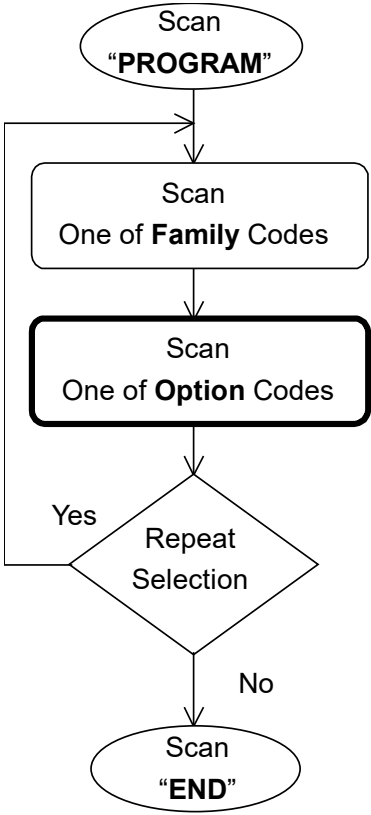 Scan
“PROGRAM”
Scan
One of Family Codes
Scan
One of Option Codes
Yes
Repeat
Selection
No
Scan
“END”